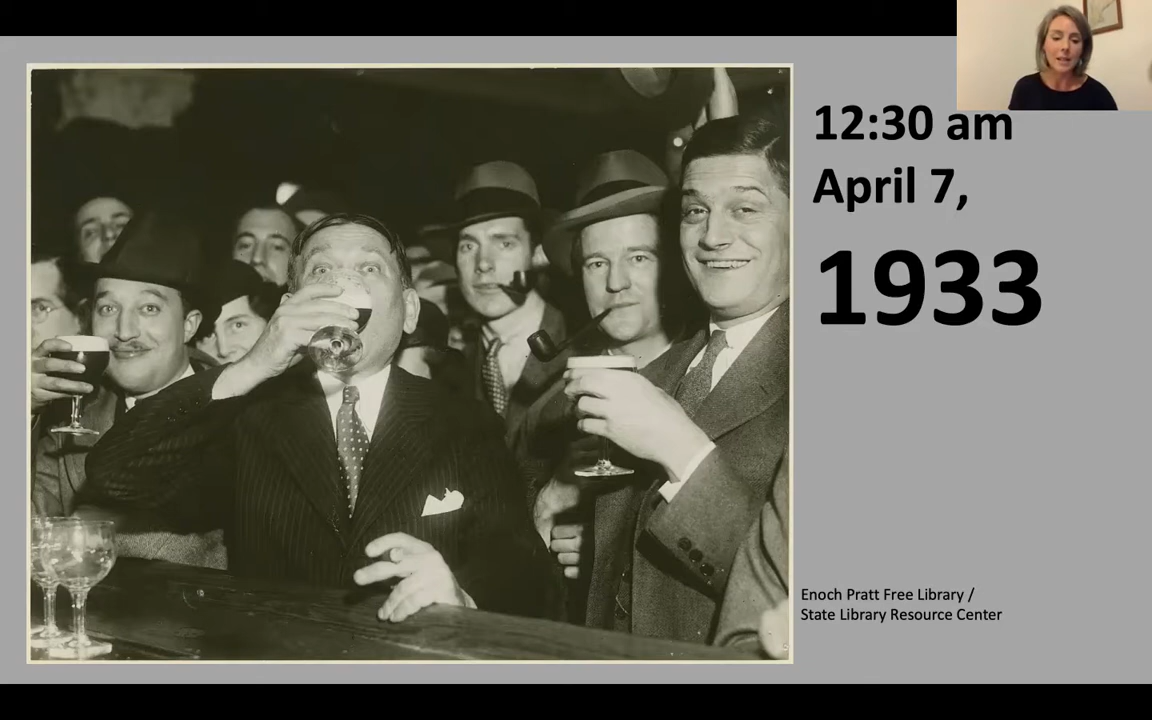 12:30 am
April 7,
1933
Enoch Pratt Free Library /
State Library Resource Center